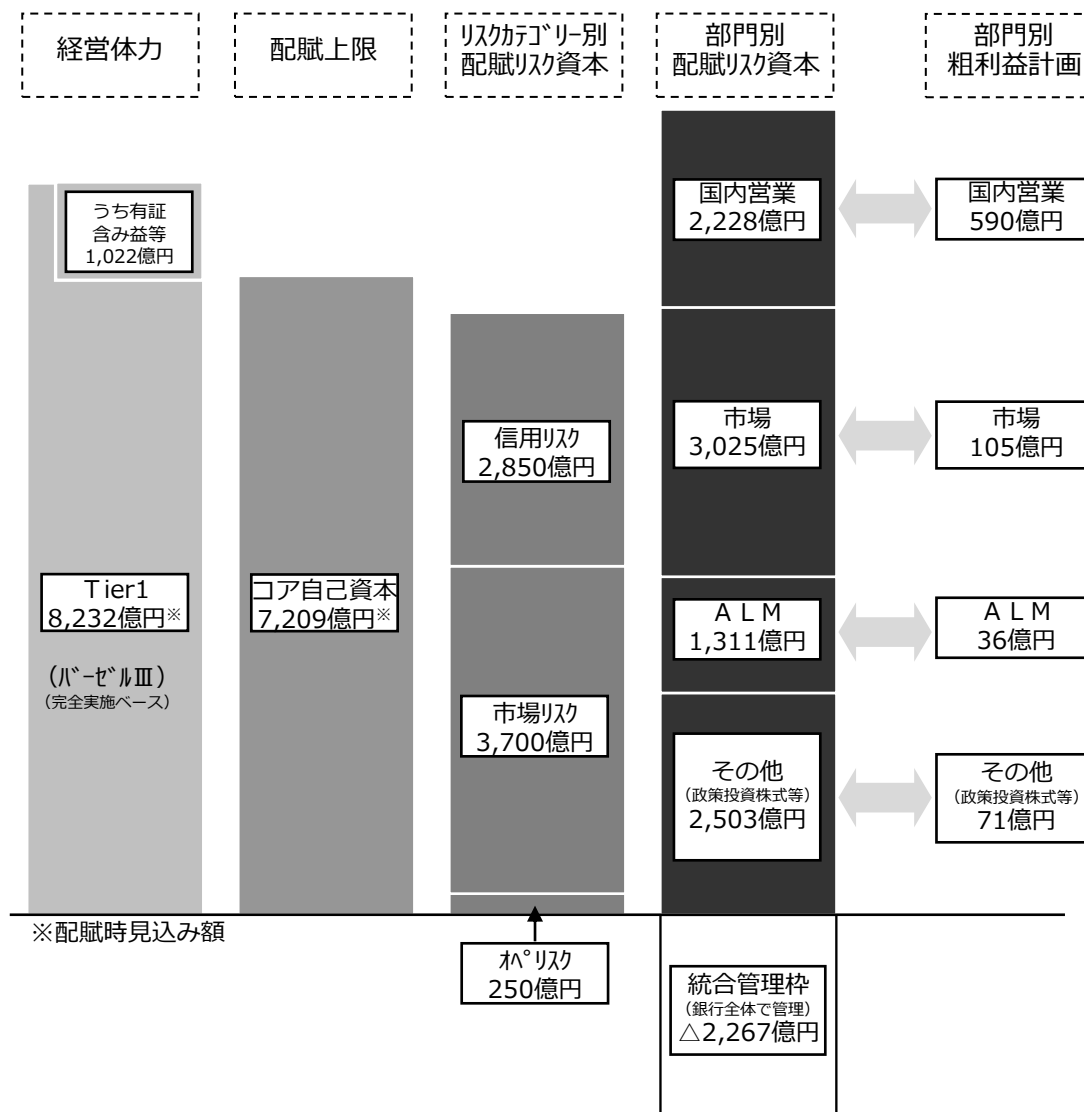 経営体力
配賦上限
ﾘｽｸｶﾃｺﾞﾘｰ別
配賦ﾘｽｸ資本
部門別
配賦ﾘｽｸ資本
部門別
粗利益計画
うち有証
含み益等
1,022億円
Tier1
8,232億円※
(ﾊﾞｰｾﾞﾙⅢ)
(完全実施ベース)
コア自己資本
7,209億円※
信用ﾘｽｸ
2,850億円
市場ﾘｽｸ
3,700億円
ｵﾍﾟﾘｽｸ
250億円
国内営業
2,228億円
市場
3,025億円
ＡＬＭ
1,311億円
その他
(政策投資株式等)
2,503億円
統合管理枠
(銀行全体で管理)
△2,267億円
国内営業
590億円
市場
105億円
ＡＬＭ
36億円
その他
(政策投資株式等)
71億円
※配賦時見込み額